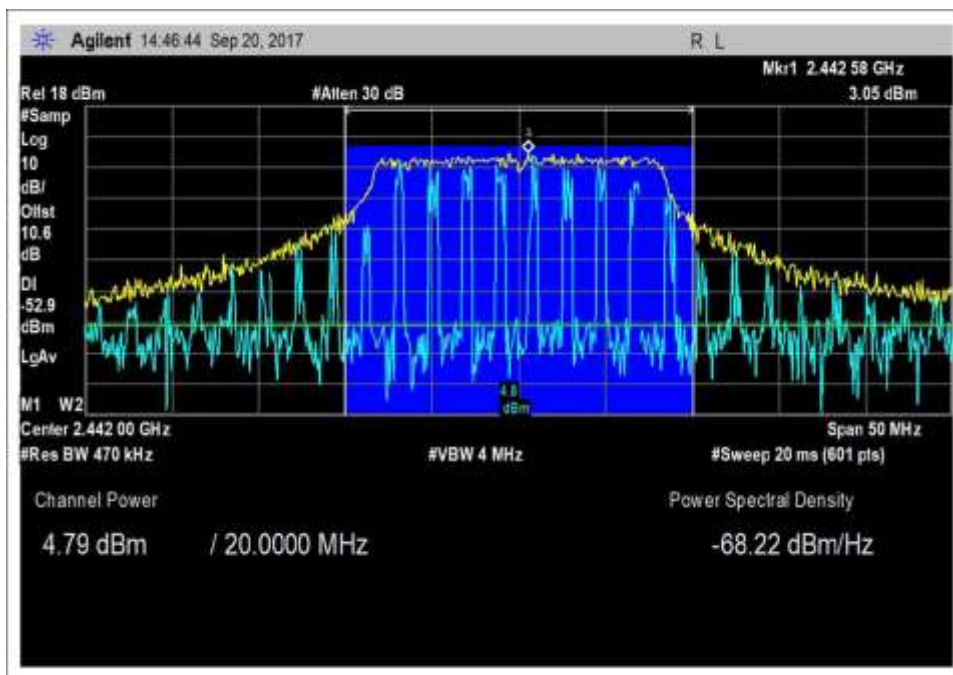 Agilent 14:46:44 Sep 20, 2017 R L
Mkr1 2.442 58 GHz
Ref 18 dBm #Atten 30 dB 3.05 dBm
#Samp
Log
10
dB/
Offst
10.6
dB
DI
-52.9
dBm
LgAv
4.8
dBm
M1 W2
Center 2.442 00 GHz Span 50 MHz
#Res BW 470 kHz #VBW 4 MHz #Sweep 20 ms (601 pts)
Channel Power Power Spectral Density
4.79 dBm / 20.0000 MHz -68.22 dBm/Hz